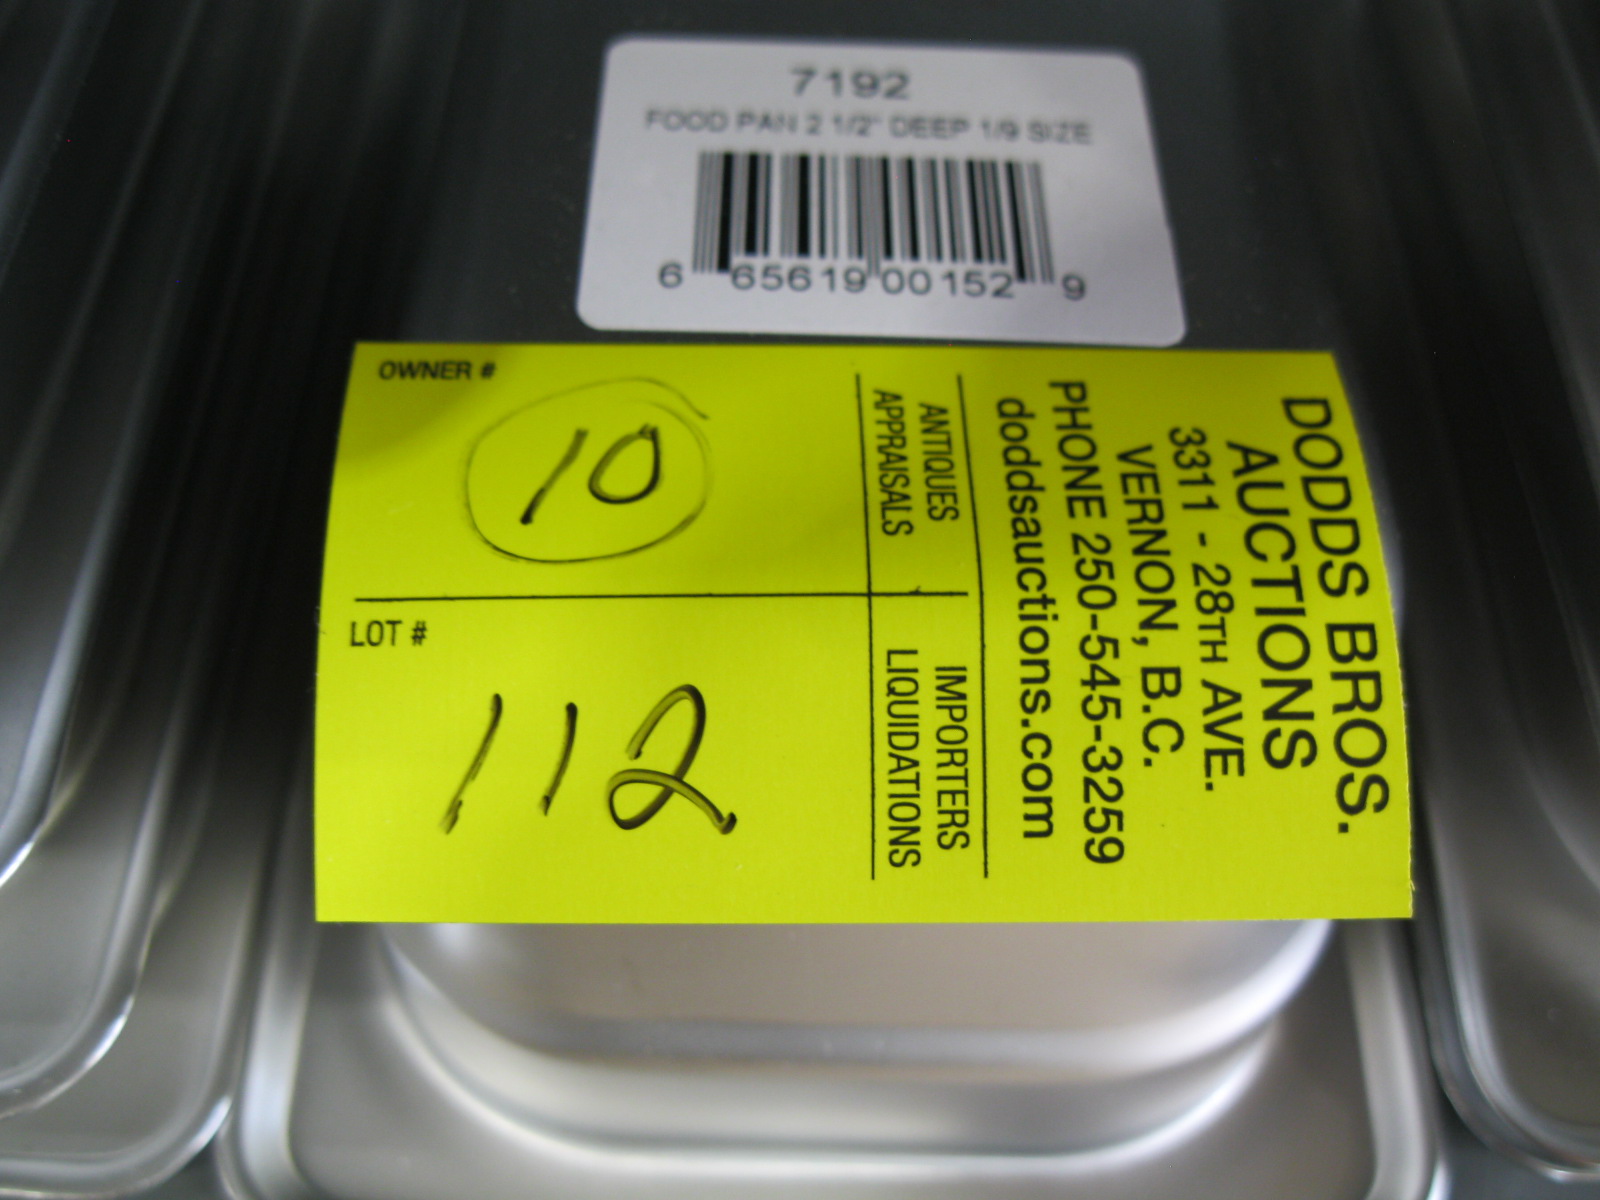 7192
FOOD PAN 2 1/2" DEEP 1/9 SIZE
6 65619 00152 9
DODDS BROS.
AUCTIONS
3311 - 28TH AVE.
VERNON, B.C.
PHONE 250-545-3259
doddsauctions.com
ANTIQUES
APPRAISALS
IMPORTERS
LIQUIDATIONS
OWNER #
10
LOT #
112